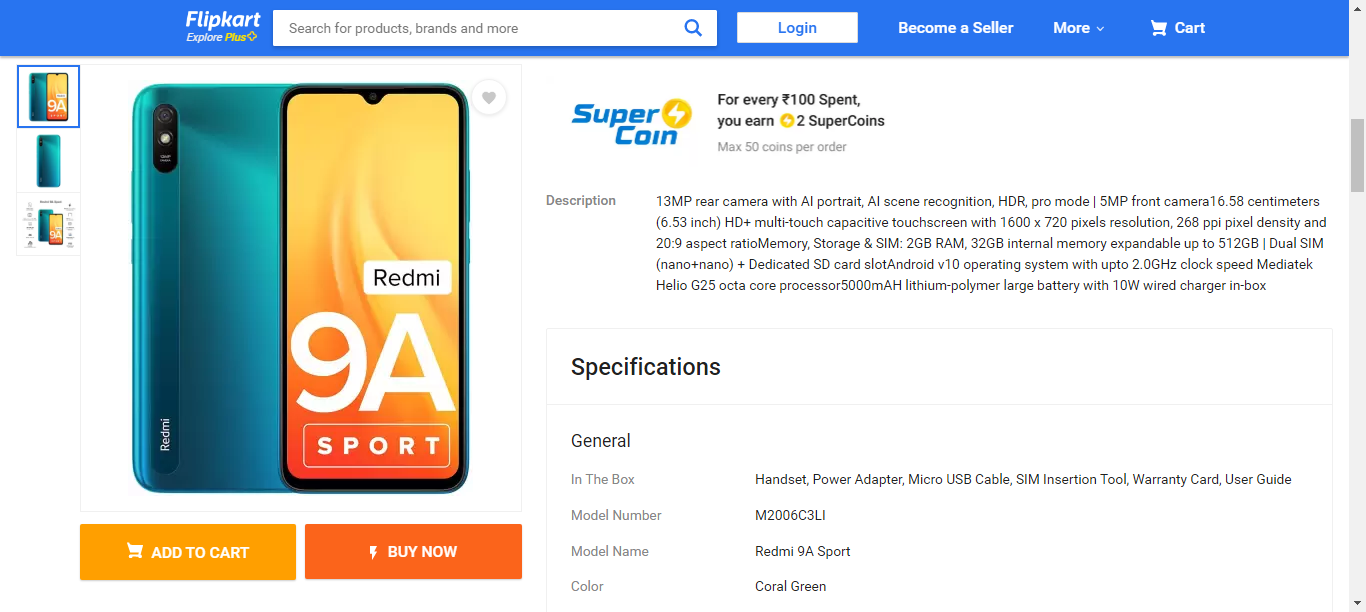 Flipkart
Explore Plus
Search for products, brands and more
Login
Become a Seller
More
Cart
9A
Redmi
Redmi
9A
SPORT
ADD TO CART
BUY NOW
Super Coin
For every ₹100 Spent,
you earn 2 SuperCoins
Max 50 coins per order
Description
13MP rear camera with AI portrait, AI scene recognition, HDR, pro mode | 5MP front camera16.58 centimeters
(6.53 inch) HD+ multi-touch capacitive touchscreen with 1600 x 720 pixels resolution, 268 ppi pixel density and
20:9 aspect ratioMemory, Storage & SIM: 2GB RAM, 32GB internal memory expandable up to 512GB | Dual SIM
(nano+nano) + Dedicated SD card slotAndroid v10 operating system with upto 2.0GHz clock speed Mediatek
Helio G25 octa core processor5000mAH lithium-polymer large battery with 10W wired charger in-box
Specifications
General
In The Box Handset, Power Adapter, Micro USB Cable, SIM Insertion Tool, Warranty Card, User Guide
Model Number M2006C3LI
Model Name Redmi 9A Sport
Color Coral Green